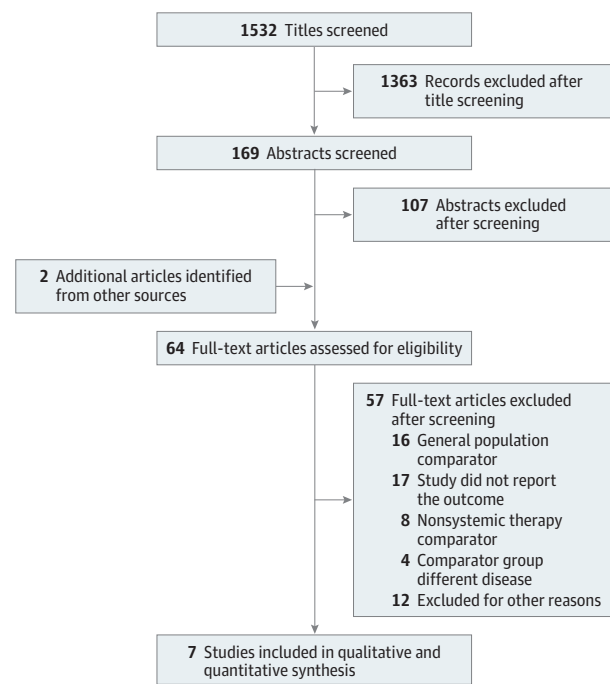 1532 Titles screened
1363 Records excluded after
title screening
169 Abstracts screened
107 Abstracts excluded
after screening
2 Additional articles identified
from other sources
64 Full-text articles assessed for eligibility
57 Full-text articles excluded
after screening
16 General population
comparator
17 Study did not report
the outcome
8 Nonsystemic therapy
comparator
4 Comparator group
different disease
12 Excluded for other reasons
7 Studies included in qualitative and
quantitative synthesis